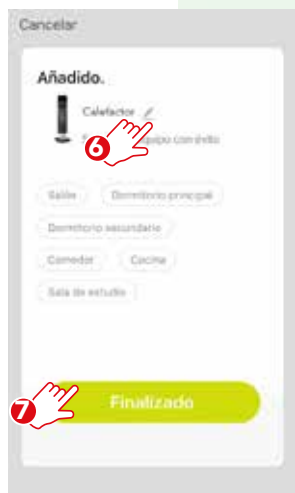 Cancelar
Añadido.
Calefactor
6
equipo con éxito
Salón
Dormitorio principal
Dormitorio secundario
Comedor
Cocina
Sala de estudio
7
Finalizado